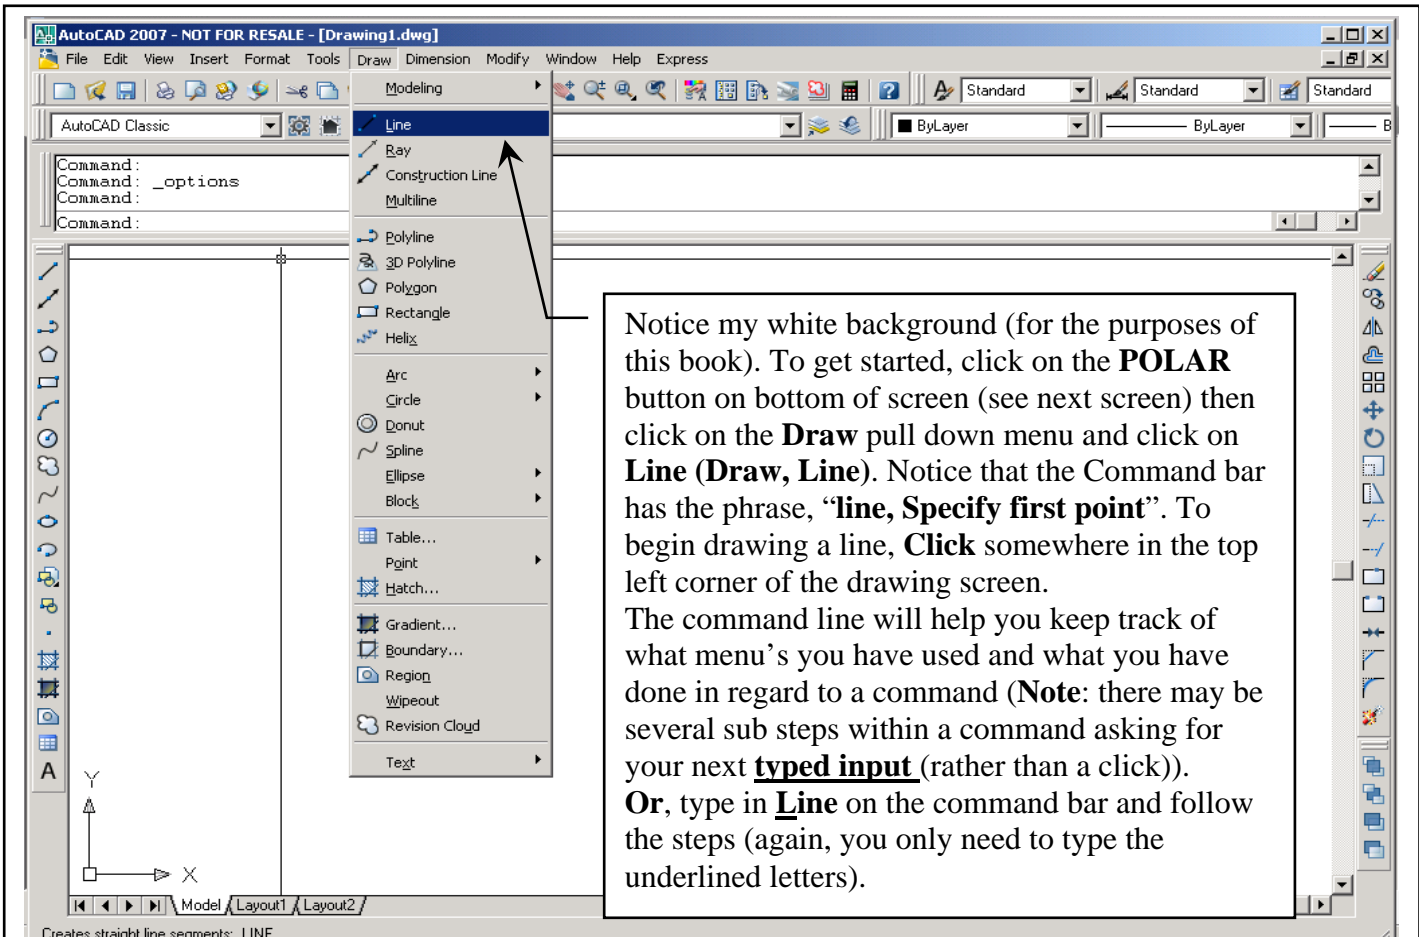 AutoCAD 2007 - NOT FOR RESALE - [Drawing1.dwg]
File Edit View Insert Format Tools Draw Dimension Modify Window Help Express
Standard Standard Standard
AutoCAD Classic ByLayer ByLayer B
Command:
Command: _options
Command:
Command:
Modeling
Line
Ray
Construction Line
Multiline
Polyline
3D Polyline
Polygon
Rectangle
Helix
Arc
Circle
Donut
Spline
Ellipse
Block
Table...
Point
Hatch...
Gradient...
Boundary...
Region
Wipeout
Revision Cloud
Text
Notice my white background (for the purposes of
this book). To get started, click on the POLAR
button on bottom of screen (see next screen) then
click on the Draw pull down menu and click on
Line (Draw, Line). Notice that the Command bar
has the phrase, “line, Specify first point”. To
begin drawing a line, Click somewhere in the top
left corner of the drawing screen.
The command line will help you keep track of
what menu’s you have used and what you have
done in regard to a command (Note: there may be
several sub steps within a command asking for
your next typed input (rather than a click)).
Or, type in Line on the command bar and follow
the steps (again, you only need to type the
underlined letters).
A
Y
X
Model Layout1 Layout2
Creates straight line segments: LINE